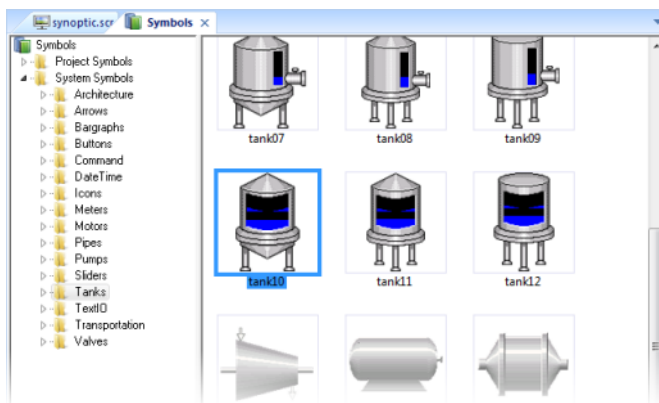 synoptic.scr Symbols
Symbols
Project Symbols
System Symbols
Architecture
Arrows
Bargraphs
Buttons
Command
DateTime
Icons
Meters
Motors
Pipes
Pumps
Sliders
Tanks
TextIO
Transportation
Valves
tank07 tank08 tank09
tank10 tank11 tank12